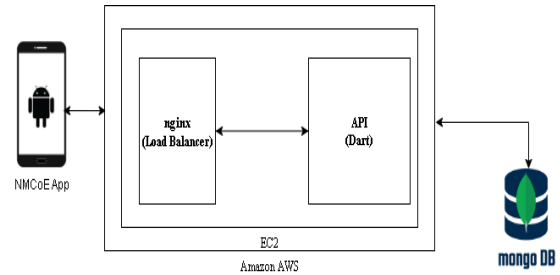 nginx
(Load Balancer)
API
(Dart)
NMCoE App
EC2
Amazon AWS
mongo DB